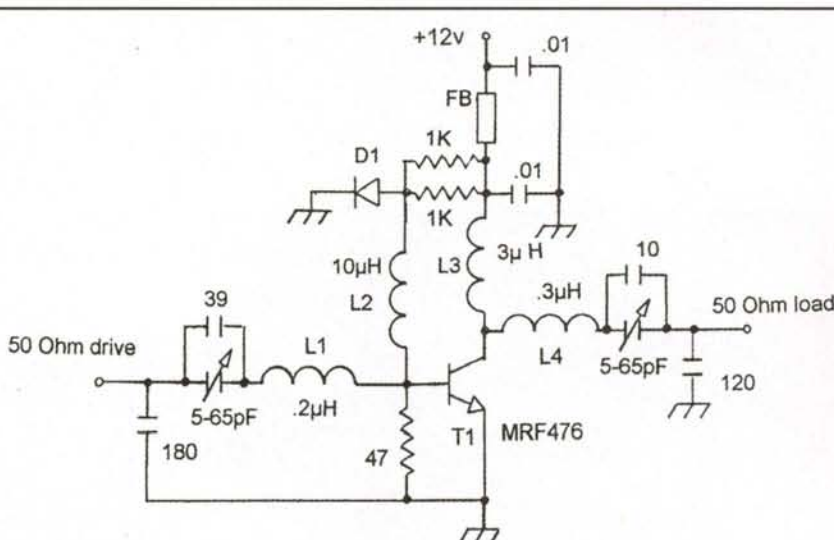 +12v
.01
FB
1K
D1
.01
1K
3µ H
10µH
L3
10
.3µH
39
L2
50 Ohm load
50 Ohm drive
L1
L4
5-65pF
5-65pF
.2µH
120
T1
MRF476
180
47